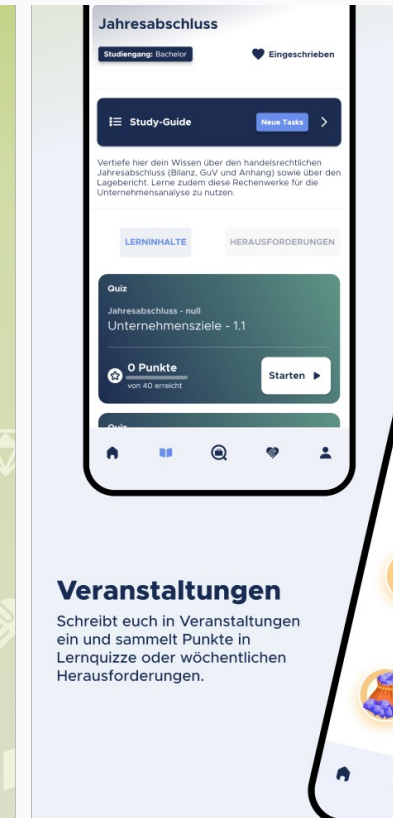 Jahresabschluss
Studiengang: Bachelor
Eingeschrieben
Study-Guide
Neue Tasks
Vertiefe hier dein Wissen über den handelsrechtlichen
Jahresabschluss (Bilanz, GuV und Anhang) sowie über den
Lagebericht. Lerne zudem diese Rechenwerke für die
Unternehmensanalyse zu nutzen.
LERNINHALTE
HERAUSFORDERUNGEN
Quiz
Jahresabschluss - null
Unternehmensziele - 1.1
0 Punkte
von 40 erreicht
Starten
Quiz
Veranstaltungen
Schreibt euch in Veranstaltungen
ein und sammelt Punkte in
Lernquizze oder wöchentlichen
Herausforderungen.